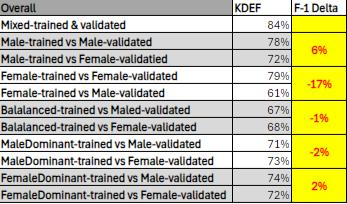 Overall KDEF F-1 Delta
Mixed-trained & validated 84%
Male-trained vs Male-validated 78%
6%
Male-trained vs Female-validatied 72%
Female-trained vs Female-validated 79%
-17%
Female-trained vs Male-validated 61%
Balalanced-trained vs Maled-validated 67%
-1%
Balalanced-trained vs Female-validated 68%
MaleDominant-trained vs Male-validated 71%
-2%
MaleDominant-trained vs Female-validated 73%
FemaleDominant-trained vs Male-validated 74%
2%
FemaleDominant-trained vs Female-validated 72%